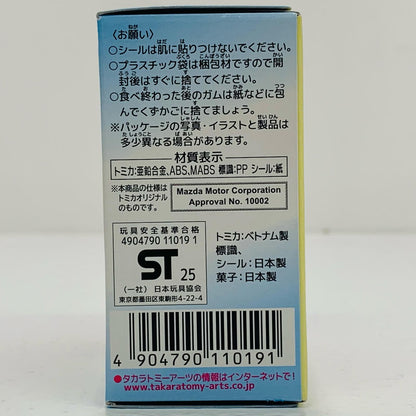 〈お願い〉
○シールは肌に貼りつけないでください。
○プラスチック袋は梱包材ですので開
封後はすぐに捨ててください。
○食べ終わった後のガムは紙などに包
んでくずかごに捨てましょう。
※パッケージの写真・イラストと製品は
多少異なる場合があります。
材質表示
トミカ:亜鉛合金、ABS、MABS 標識:PP シール:紙
※本商品の仕様は
トミカオリジナル
のものです。
Mazda Motor Corporation
Approval No. 10002
玩具安全基準合格
4904790 11019 1
ST 25
(一社) 日本玩具協会
東京都墨田区東駒形4-22-4
トミカ:ベトナム製
標識、
シール:日本製
菓子:日本製
4 904790 110191
●タカラトミーアーツの情報はインターネットで!
www.takaratomy-arts.co.jp